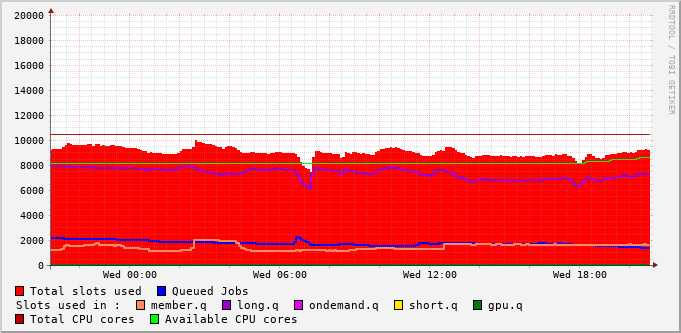 RRDTOOL / TOBI OETIKER
20000
18000
16000
14000
12000
10000
8000
6000
4000
2000
0
Wed 00:00 Wed 06:00 Wed 12:00 Wed 18:00
Total slots used Queued Jobs
Slots used in : member.q long.q ondemand.q short.q gpu.q
Total CPU cores Available CPU cores